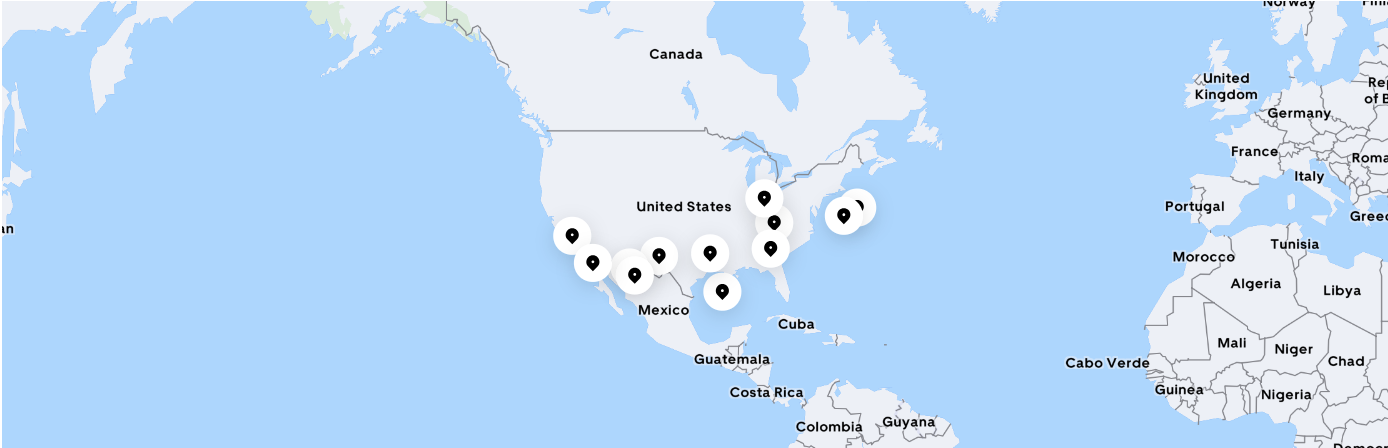 Norway
Canada
United
Kingdom
Germany
France
Italy
Portugal
United States
an
Tunisia
Morocco
Algeria
Libya
Mexico
Cuba
Mali
Niger
Chad
Guatemala
Cabo Verde
Guinea
Nigeria
Costa Rica
Colombia
Guyana
Rep
of B
Roma
Greec